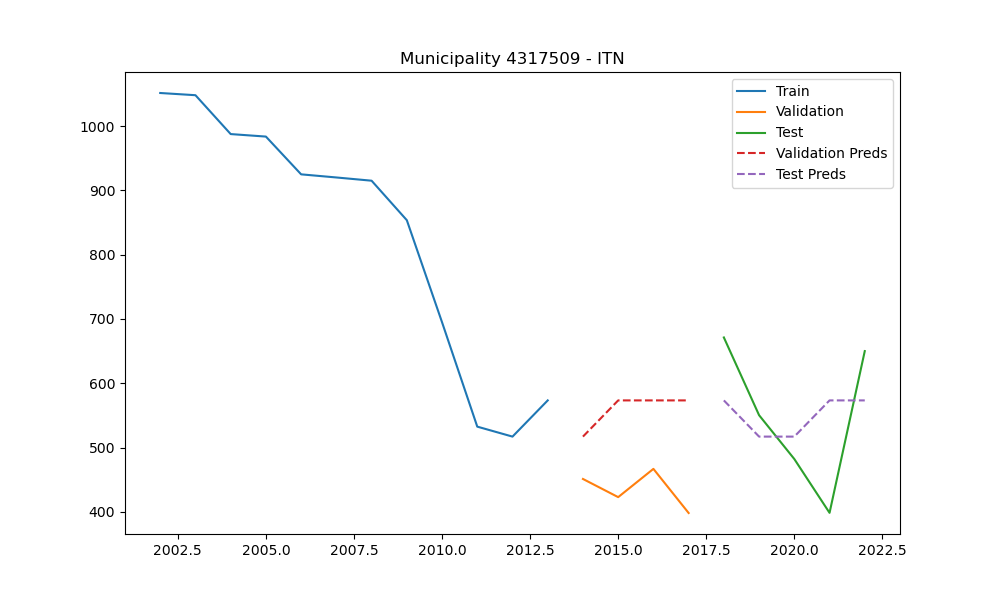 Municipality 4317509 - ITN
Train
Validation
Test
Validation Preds
Test Preds
1000
900
800
700
600
500
400
2002.5 2005.0 2007.5 2010.0 2012.5 2015.0 2017.5 2020.0 2022.5